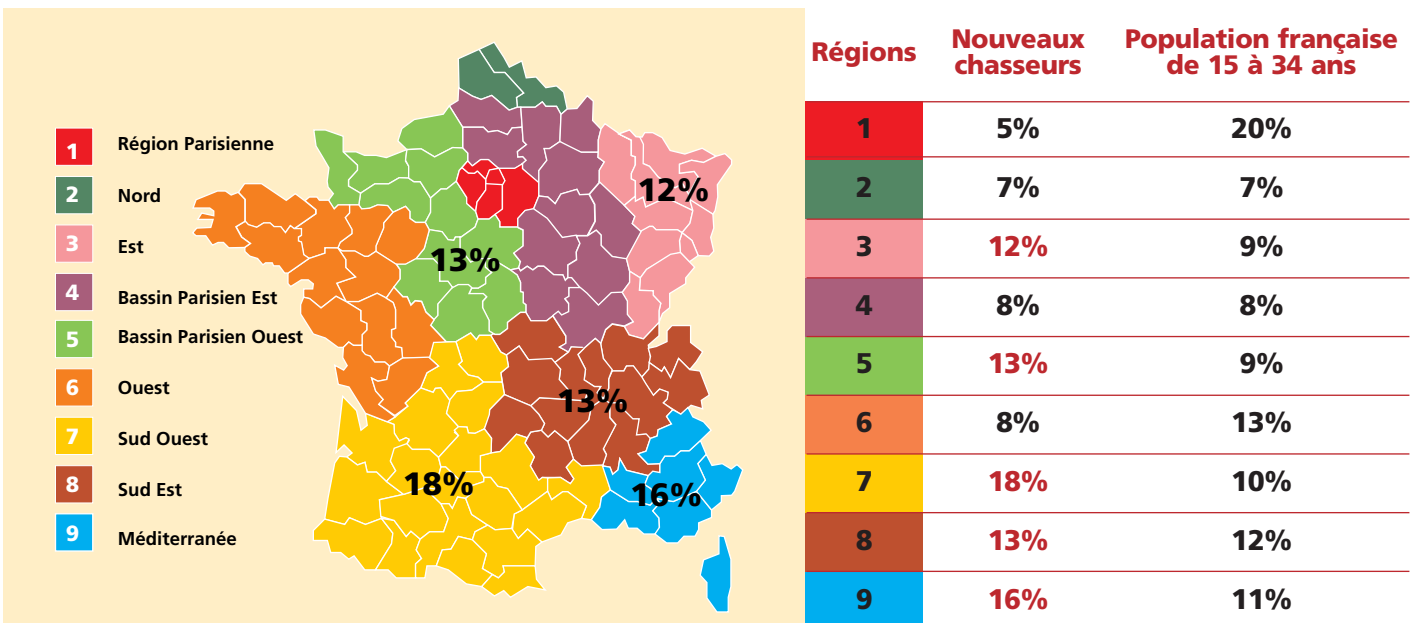 1 Région Parisienne
2 Nord
3 Est
4 Bassin Parisien Est
5 Bassin Parisien Ouest
6 Ouest
7 Sud Ouest
8 Sud Est
9 Méditerranée
12%
13%
13%
18%
16%
Régions Nouveaux chasseurs Population française de 15 à 34 ans
1 5% 20%
2 7% 7%
3 12% 9%
4 8% 8%
5 13% 9%
6 8% 13%
7 18% 10%
8 13% 12%
9 16% 11%